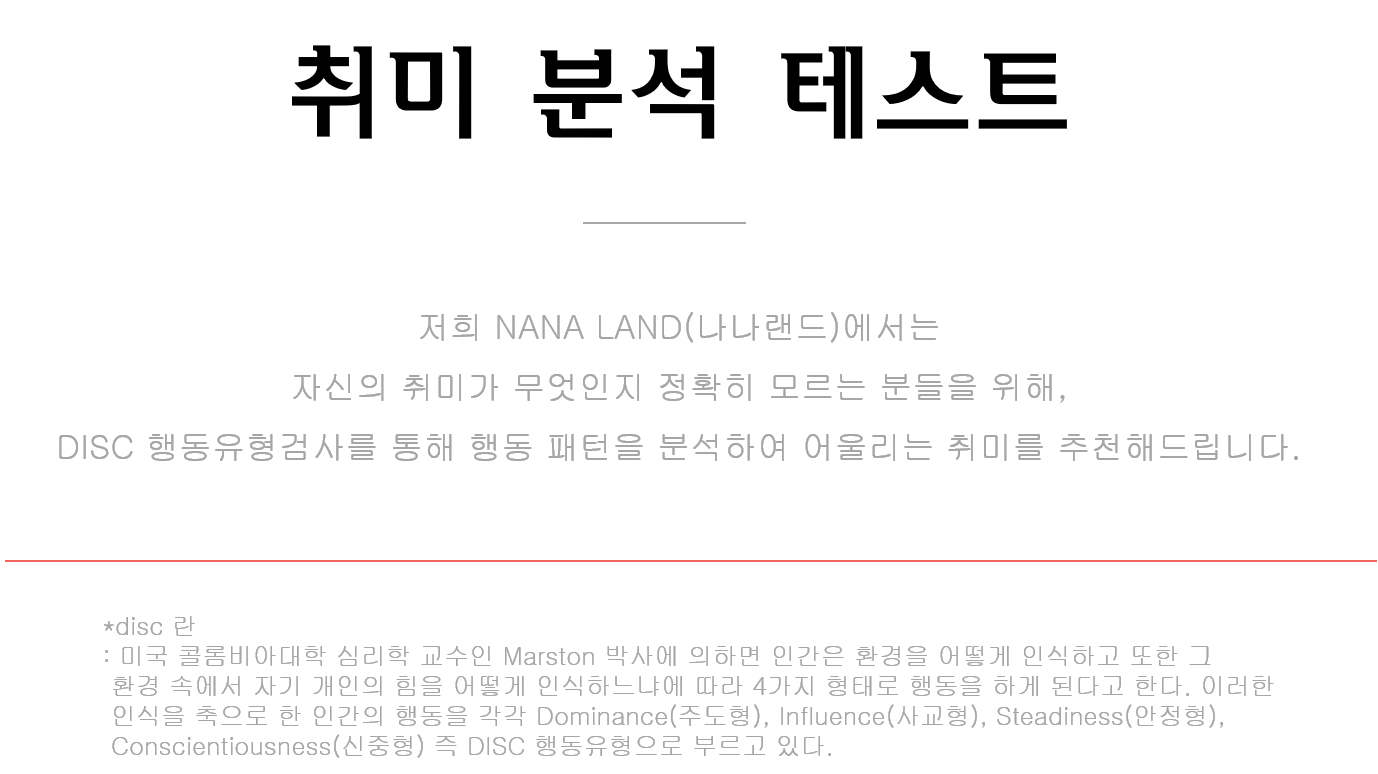 취미 분석 테스트
저희 NANA LAND(나나랜드)에서는
자신의 취미가 무엇인지 정확히 모르는 분들을 위해,
DISC 행동유형검사를 통해 행동 패턴을 분석하여 어울리는 취미를 추천해드립니다.
*disc 란
: 미국 콜롬비아대학 심리학 교수인 Marston 박사에 의하면 인간은 환경을 어떻게 인식하고 또한 그
환경 속에서 자기 개인의 힘을 어떻게 인식하느냐에 따라 4가지 형태로 행동을 하게 된다고 한다. 이러한
인식을 축으로 한 인간의 행동을 각각 Dominance(주도형), Influence(사교형), Steadiness(안정형),
Conscientiousness(신중형) 즉 DISC 행동유형으로 부르고 있다.